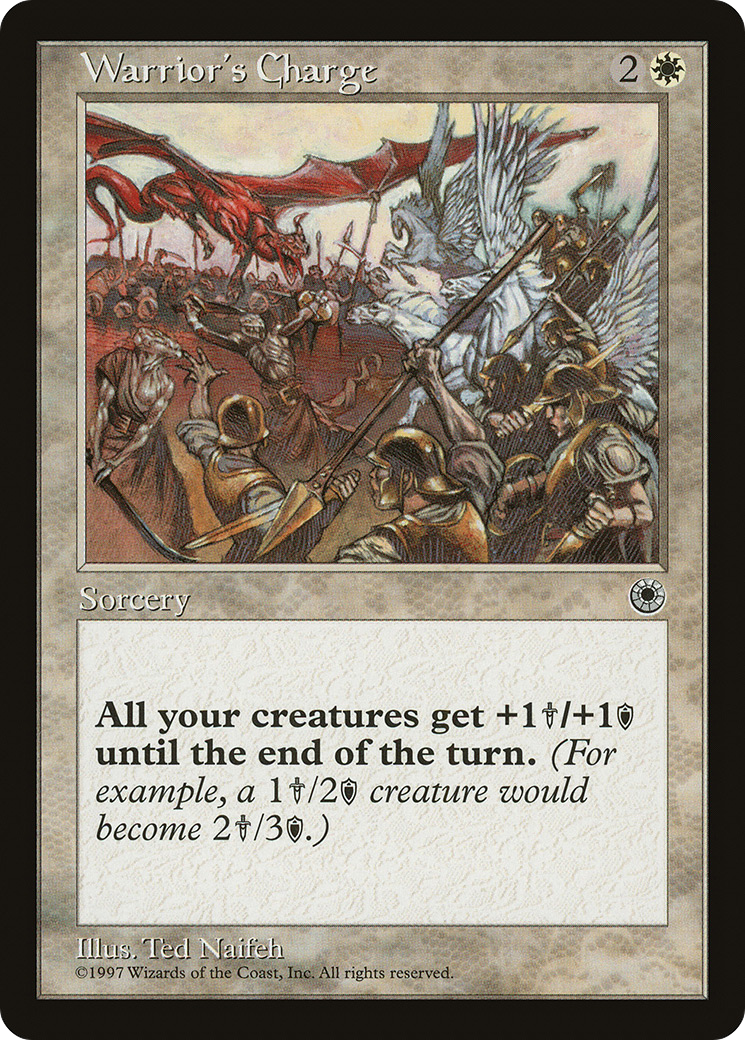 Warrior's Charge
2
Sorcery
All your creatures get +1/+1
until the end of the turn. (For
example, a 1/2 creature would
become 2/3.)
Illus. Ted Naifeh
©1997 Wizards of the Coast, Inc. All rights reserved.